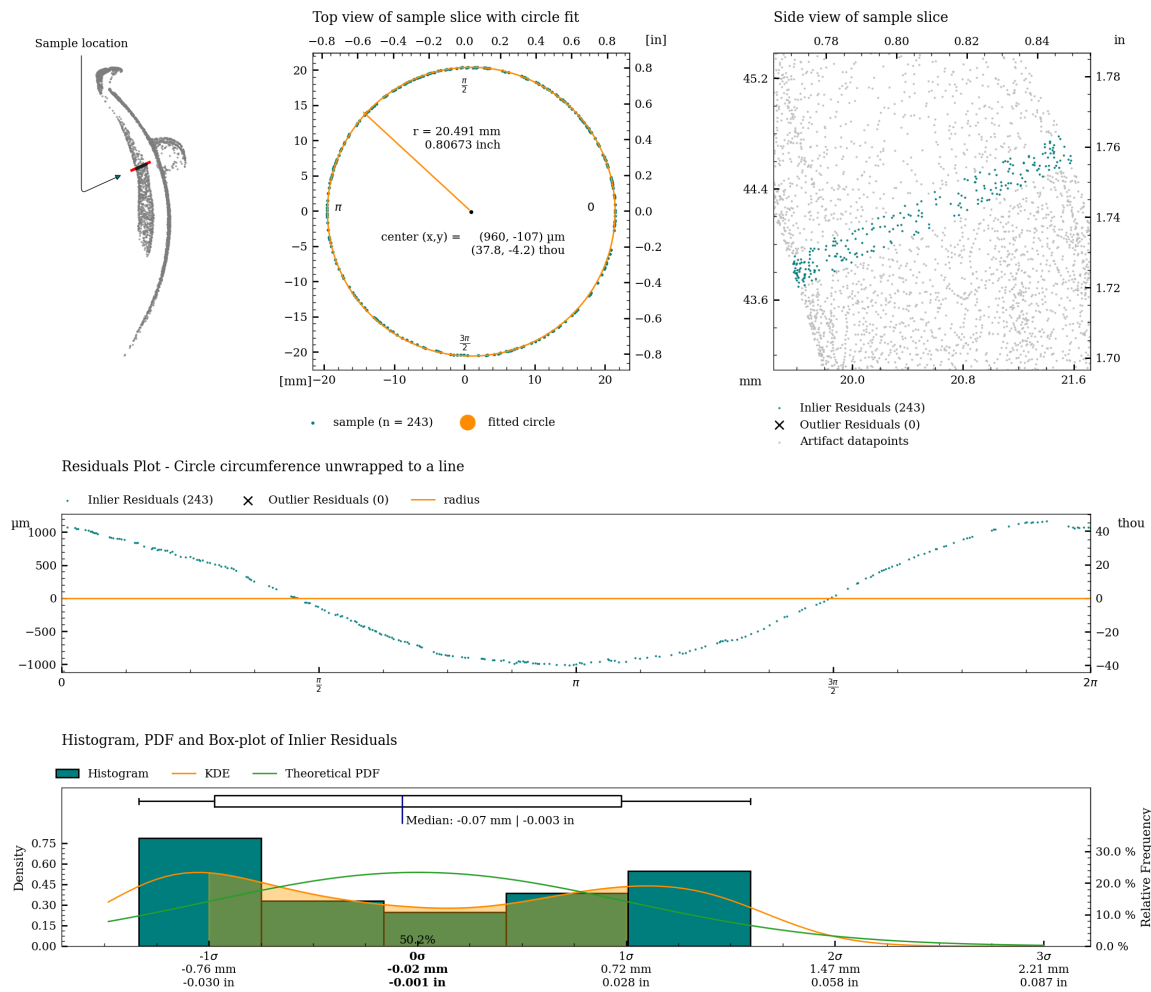 Sample location
Top view of sample slice with circle fit
−0.8 −0.6 −0.4 −0.2 0.0 0.2 0.4 0.6 0.8 [in]
20
15
10
5
0
−5
−10
−15
−20
0.8
0.6
0.4
0.2
0.0
−0.2
−0.4
−0.6
−0.8
π/2
r = 20.491 mm
0.80673 inch
π
0
center (x,y) = (960, -107) µm
(37.8, -4.2) thou
3π/2
[mm] −20 −10 0 10 20
sample (n = 243)
fitted circle
Side view of sample slice
0.78 0.80 0.82 0.84 in
45.2
44.4
43.6
1.78
1.77
1.76
1.75
1.74
1.73
1.72
1.71
1.70
mm 20.0 20.8 21.6
Inlier Residuals (243)
Outlier Residuals (0)
Artifact datapoints
Residuals Plot - Circle circumference unwrapped to a line
Inlier Residuals (243) Outlier Residuals (0) radius
µm
1000
500
0
−500
−1000
thou
40
20
0
−20
−40
0 π/2 π 3π/2 2π
Histogram, PDF and Box-plot of Inlier Residuals
Histogram KDE Theoretical PDF
Median: -0.07 mm | -0.003 in
Density
0.75
0.60
0.45
0.30
0.15
0.00
Relative Frequency
30.0 %
20.0 %
10.0 %
0.0 %
50.2%
-1σ 0σ 1σ 2σ 3σ
-0.76 mm -0.02 mm 0.72 mm 1.47 mm 2.21 mm
-0.030 in -0.001 in 0.028 in 0.058 in 0.087 in